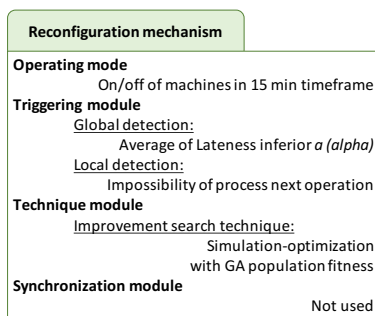 Reconfiguration mechanism
Operating mode
On/off of machines in 15 min timeframe
Triggering module
Global detection:
Average of Lateness inferior a (alpha)
Local detection:
Impossibility of process next operation
Technique module
Improvement search technique:
Simulation-optimization
with GA population fitness
Synchronization module
Not used